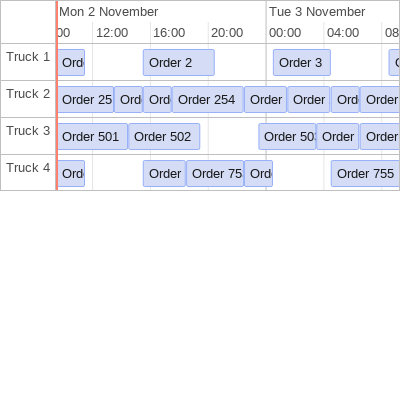 Mon 2 November Tue 3 November
00 12:00 16:00 20:00 00:00 04:00 08
Truck 1 Ord Order 2 Order 3
Truck 2 Order 25 Ord Ord Order 254 Order Order Ord Order
Truck 3 Order 501 Order 502 Order 50 Order Order
Truck 4 Ord Order Order 75 Ord Order 755